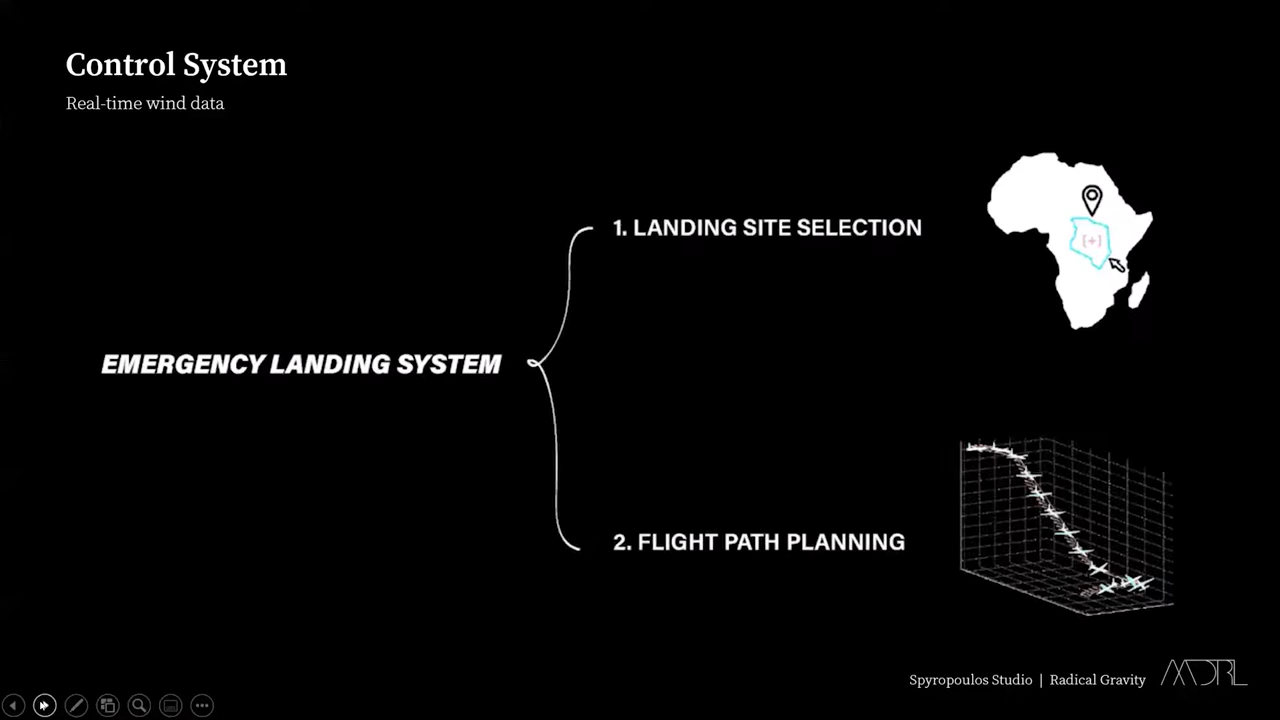 Control System
Real-time wind data
1. LANDING SITE SELECTION
[+]
EMERGENCY LANDING SYSTEM
2. FLIGHT PATH PLANNING
Spyropoulos Studio | Radical Gravity